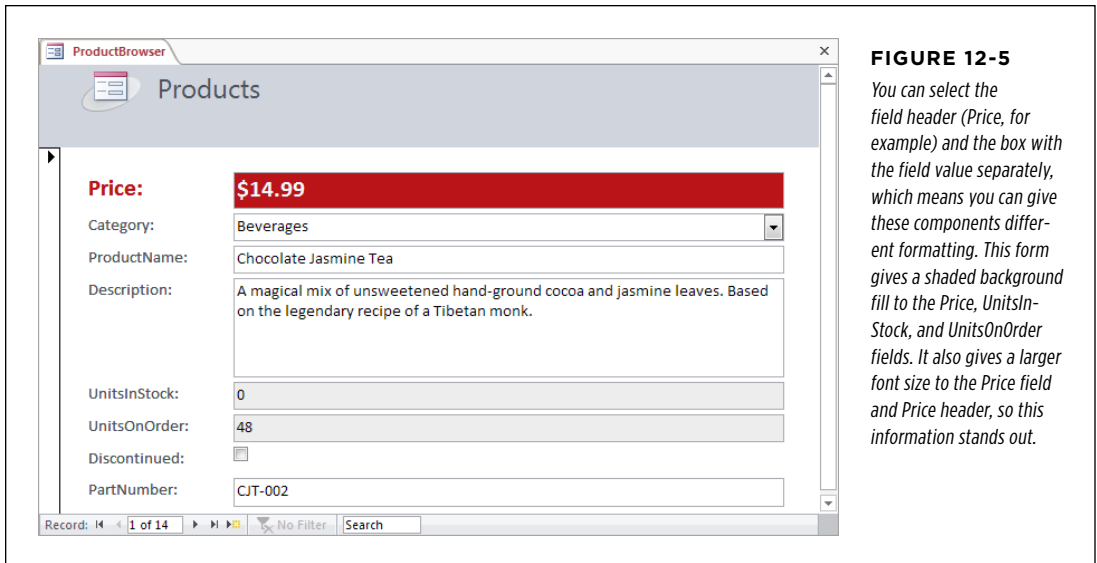 ProductBrowser
Products
Price:
$14.99
Category:
Beverages
ProductName:
Chocolate Jasmine Tea
Description:
A magical mix of unsweetened hand-ground cocoa and jasmine leaves. Based
on the legendary recipe of a Tibetan monk.
UnitsInStock:
0
UnitsOnOrder:
48
Discontinued:
PartNumber:
CJT-002
Record:
1 of 14
No Filter
Search
FIGURE 12-5
You can select the
field header (Price, for
example) and the box with
the field value separately,
which means you can give
these components differ-
ent formatting. This form
gives a shaded background
fill to the Price, UnitsIn-
Stock, and UnitsOnOrder
fields. It also gives a larger
font size to the Price field
and Price header, so this
information stands out.